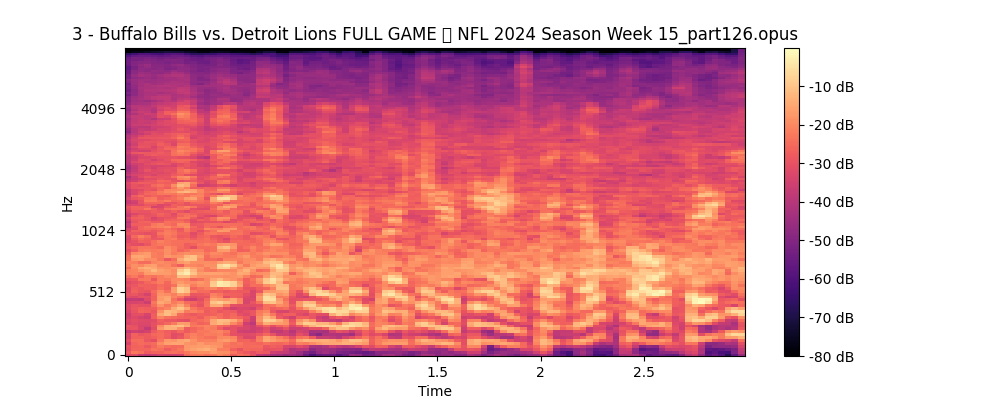 3 - Buffalo Bills vs. Detroit Lions FULL GAME ▯ NFL 2024 Season Week 15_part126.opus
Hz
4096
2048
1024
512
0
0
0.5
1
1.5
2
2.5
Time
-10 dB
-20 dB
-30 dB
-40 dB
-50 dB
-60 dB
-70 dB
-80 dB